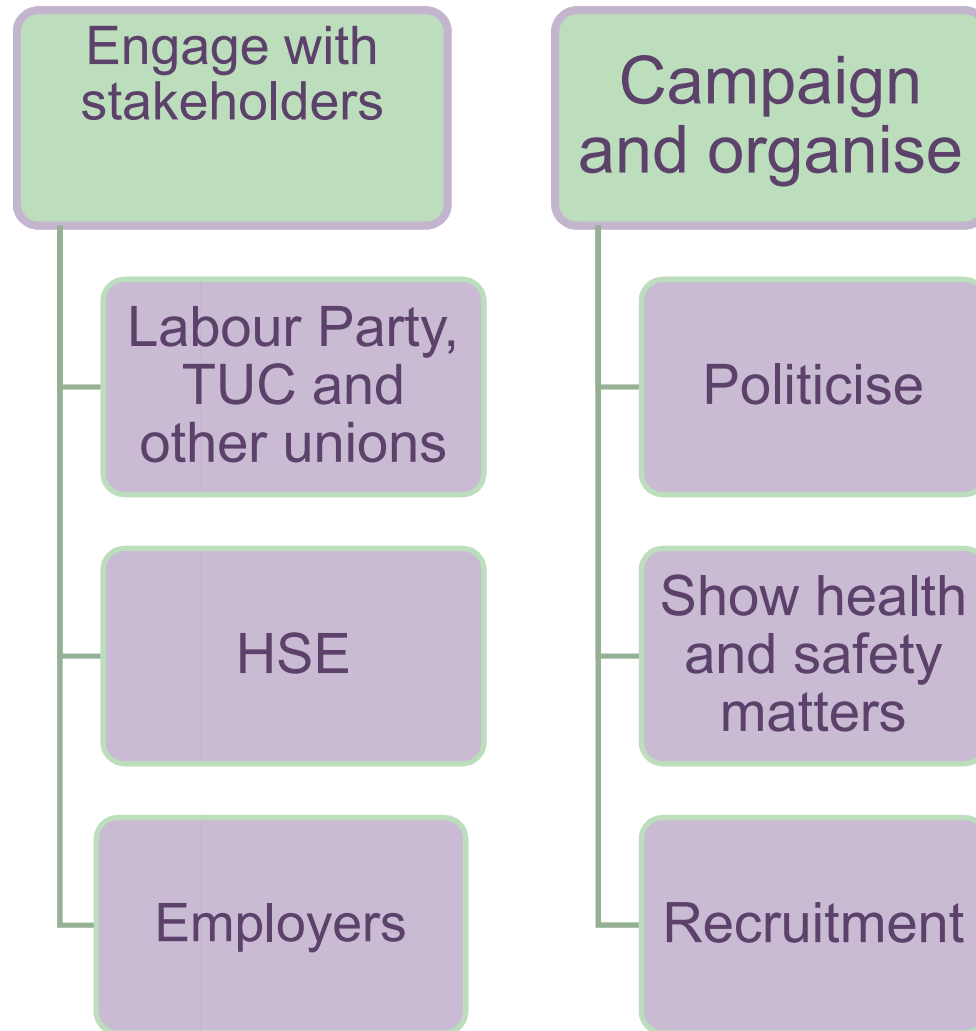 Engage with
stakeholders
Labour Party,
TUC and
other unions
HSE
Employers
Campaign
and organise
Politicise
Show health
and safety
matters
Recruitment